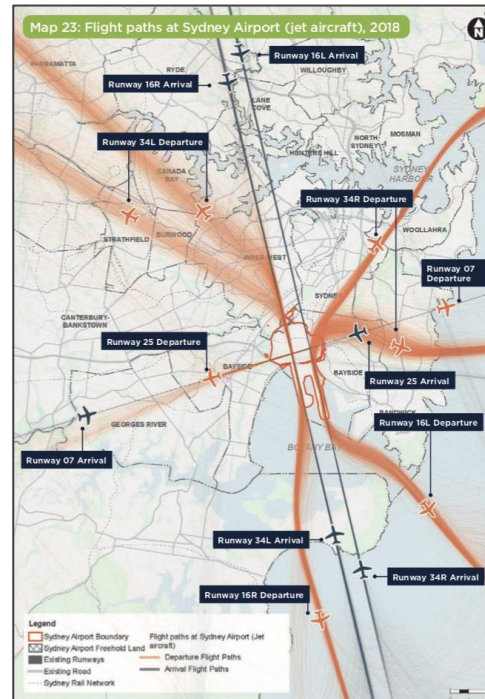 Map 23: Flight paths at Sydney Airport (jet aircraft), 2018
N
Runway 16L Arrival
PARRAMATTA
RYDE
WILLOUGHBY
Runway 16R Arrival
LANE
COVE
MOSMAN
NORTH
SYDNEY
HUNTERS HILL
Runway 34L Departure
SYDNEY
HARBOUR
CANADA
BAY
Runway 34R Departure
WOOLLAHRA
STRATHFIELD
BURWOOD
INNER WEST
Runway 07
Departure
SYDNEY
CANTERBURY-
BANKSTOWN
Runway 25 Departure
BAYSIDE
BAYSIDE
Runway 25 Arrival
RANDWICK
GEORGES RIVER
Runway 16L Departure
BOTANY BAY
Runway 07 Arrival
Runway 34L Arrival
Runway 34R Arrival
Runway 16R Departure
Legend
Sydney Airport Boundary
Sydney Airport Freehold Land
Existing Runways
Existing Road
Sydney Rail Network
Flight paths at Sydney Airport (Jet
aircraft)
Departure Flight Paths
Arrival Flight Paths